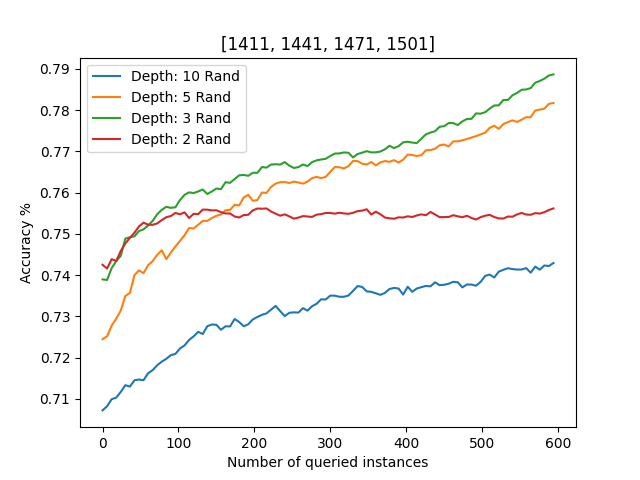 [1411, 1441, 1471, 1501]
Depth: 10 Rand
Depth: 5 Rand
Depth: 3 Rand
Depth: 2 Rand
Accuracy %
0.79
0.78
0.77
0.76
0.75
0.74
0.73
0.72
0.71
0 100 200 300 400 500 600
Number of queried instances